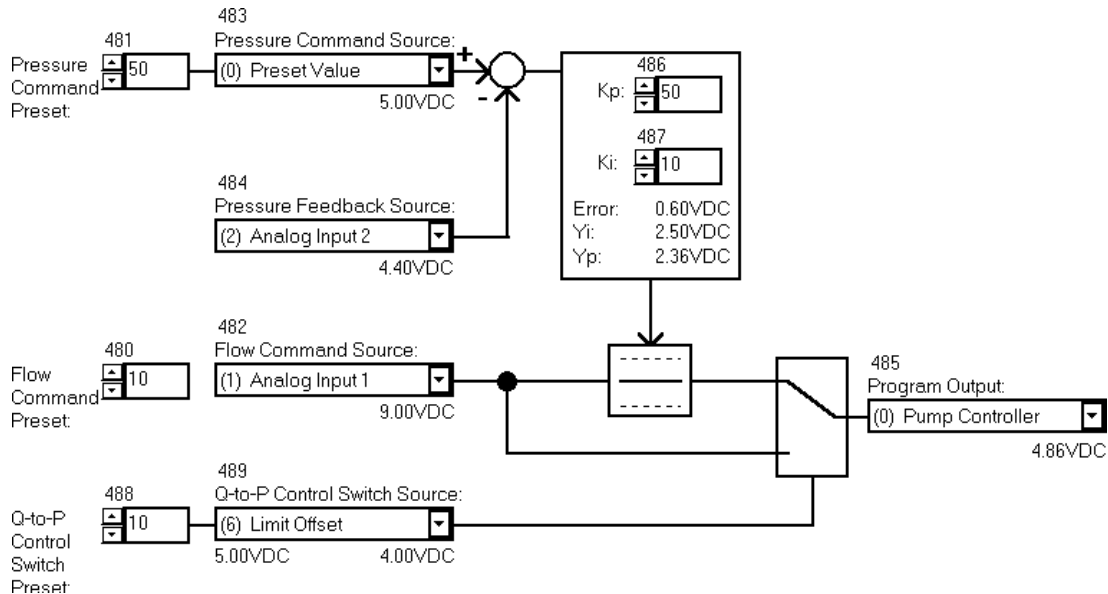 483
481
Pressure Command Source:
Pressure
Command
Preset:
50
(0) Preset Value
+
-
5.00VDC
486
Kp:
50
487
Ki:
10
Error: 0.60VDC
Yi: 2.50VDC
Yp: 2.36VDC
484
Pressure Feedback Source:
(2) Analog Input 2
4.40VDC
482
480
Flow Command Source:
Flow
Command
Preset:
10
(1) Analog Input 1
9.00VDC
485
Program Output:
(0) Pump Controller
4.86VDC
489
488
Q-to-P Control Switch Source:
Q-to-P
Control
Switch
Preset:
10
(6) Limit Offset
5.00VDC 4.00VDC